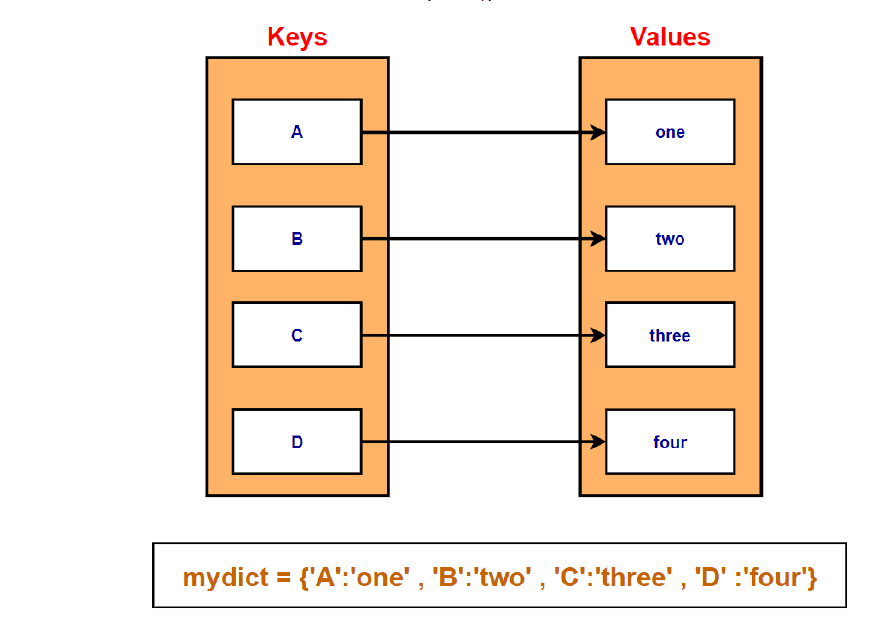 Keys Values
A one
B two
C three
D four
mydict = {'A':'one' , 'B':'two' , 'C':'three' , 'D' :'four'}